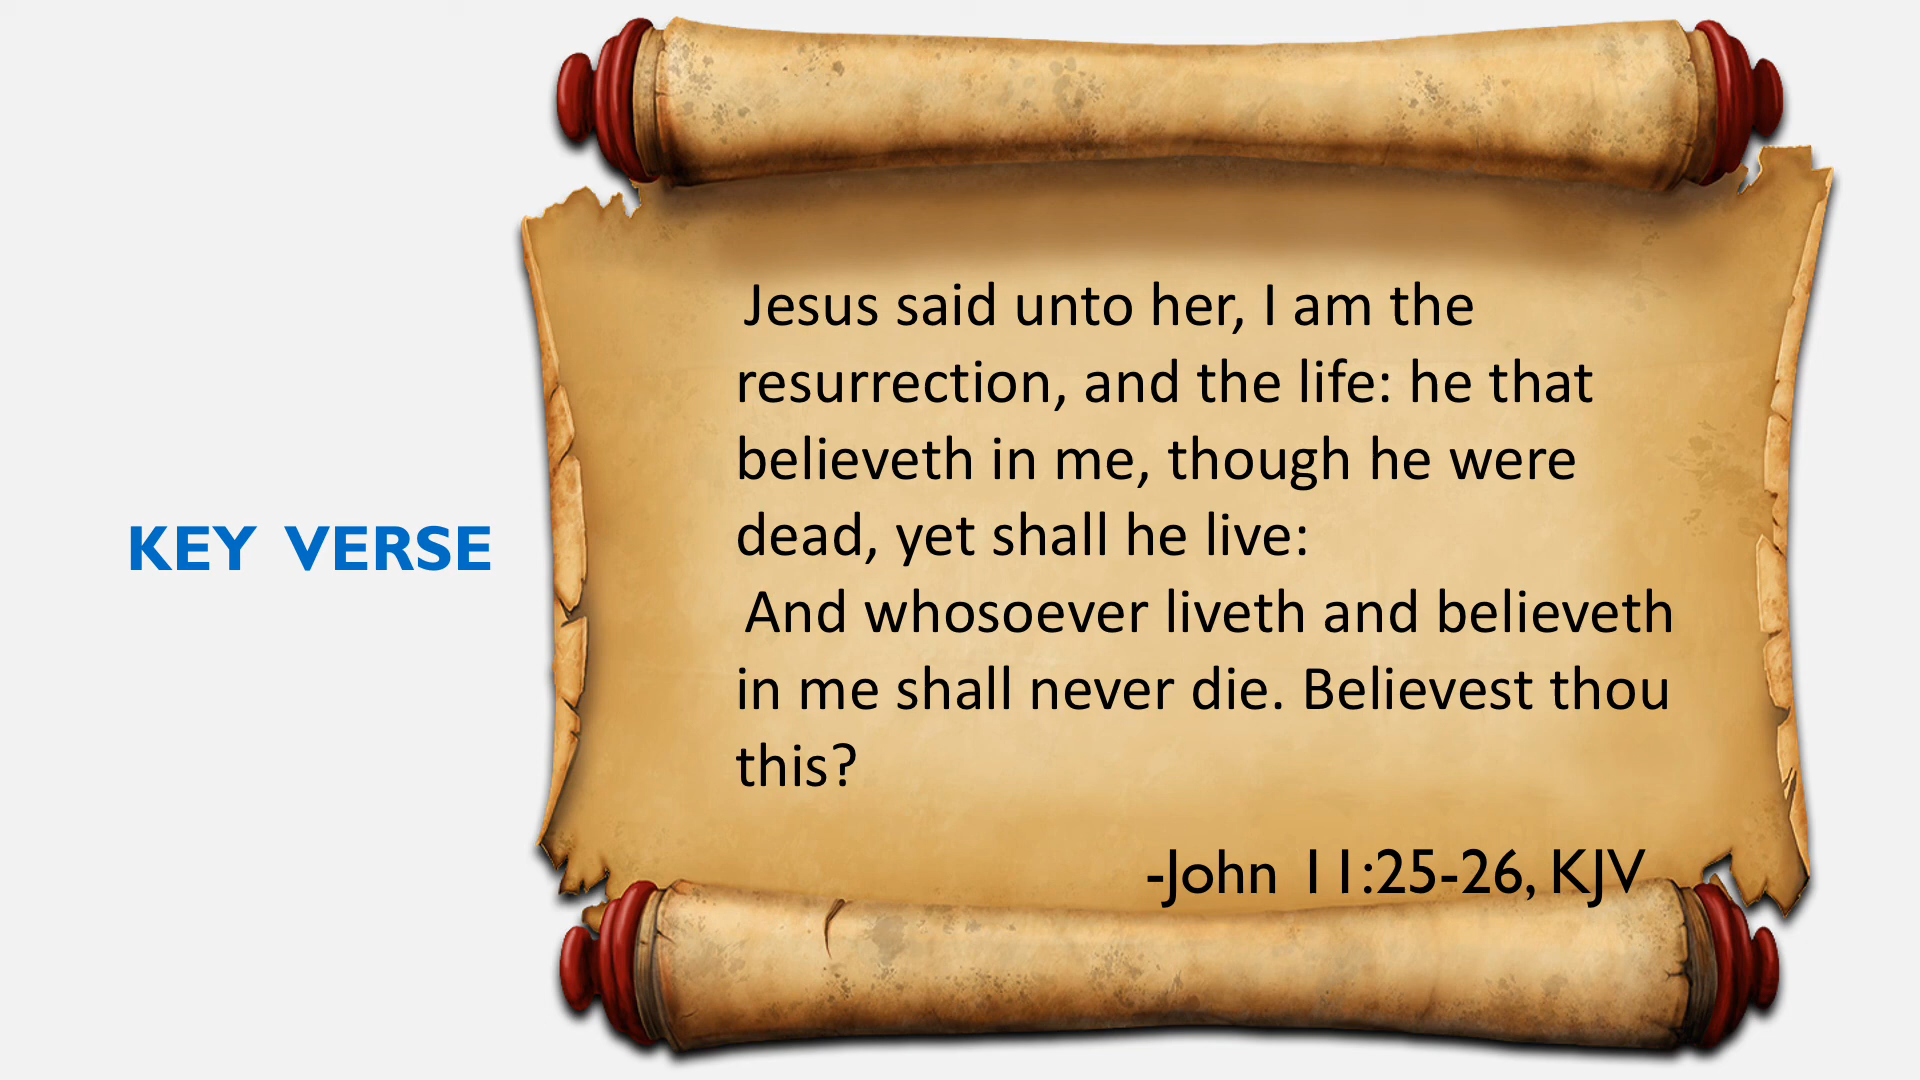 KEY VERSE
Jesus said unto her, I am the
resurrection, and the life: he that
believeth in me, though he were
dead, yet shall he live:
And whosoever liveth and believeth
in me shall never die. Believest thou
this?
-John 11:25-26, KJV